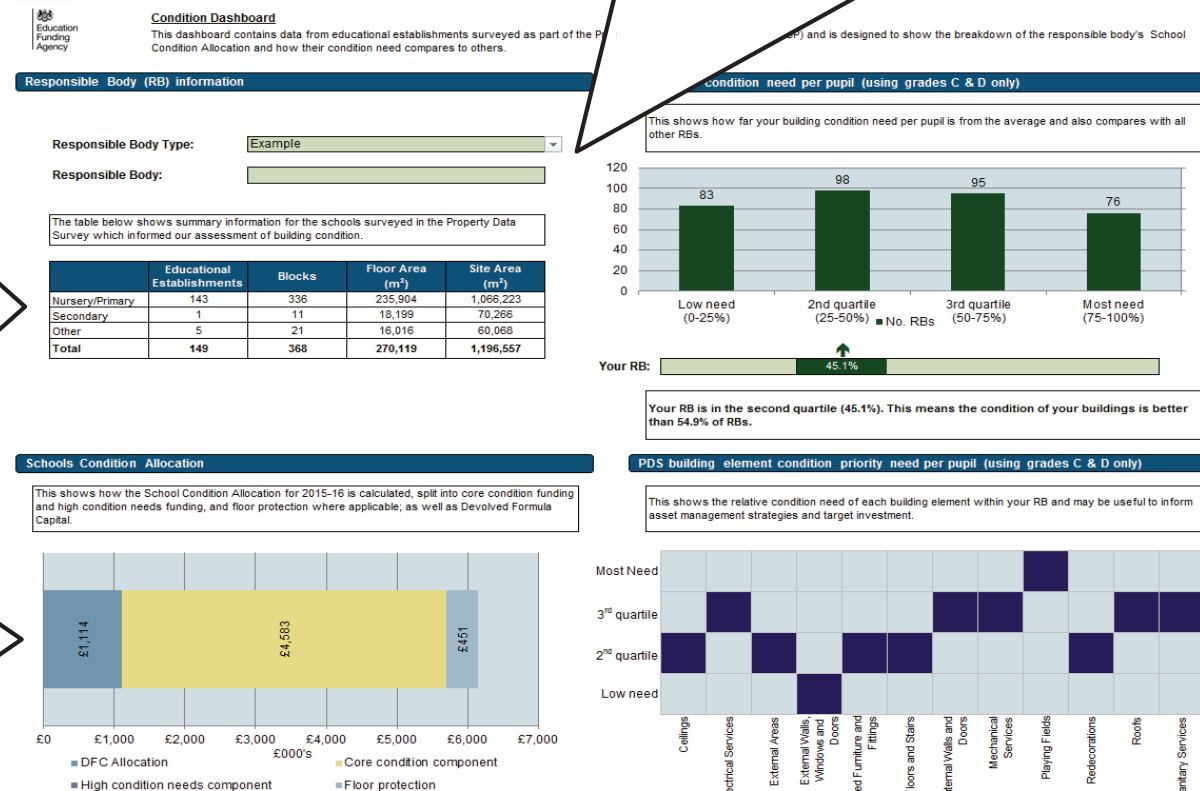 Education
Funding
Agency
Condition Dashboard
This dashboard contains data from educational establishments surveyed as part of the
and is designed to show the breakdown of the responsible body's School
Condition Allocation and how their condition need compares to others.
Responsible Body (RB) information
Responsible Body Type:
Example
Responsible Body:
The table below shows summary information for the schools surveyed in the Property Data
Survey which informed our assessment of building condition.
Educational Establishments Blocks Floor Area (m²) Site Area (m²)
Nursery/Primary 143 336 235,904 1,066,223
Secondary 1 11 18,199 70,266
Other 5 21 16,016 60,068
Total 149 368 270,119 1,196,557
condition need per pupil (using grades C & D only)
This shows how far your building condition need per pupil is from the average and also compares with all
other RBs.
120
100
80
60
40
20
0
83
98
95
76
Low need
(0-25%)
2nd quartile
(25-50%)
3rd quartile
(50-75%)
Most need
(75-100%)
No. RBs
Your RB:
45.1%
Your RB is in the second quartile (45.1%). This means the condition of your buildings is better
than 54.9% of RBs.
Schools Condition Allocation
This shows how the School Condition Allocation for 2015-16 is calculated, split into core condition funding
and high condition needs funding, and floor protection where applicable; as well as Devolved Formula
Capital.
£1,114
£4,583
£451
£0 £1,000 £2,000 £3,000 £4,000 £5,000 £6,000 £7,000
£000's
DFC Allocation
Core condition component
High condition needs component
Floor protection
PDS building element condition priority need per pupil (using grades C & D only)
This shows the relative condition need of each building element within your RB and may be useful to inform
asset management strategies and target investment.
Most Need
3rd quartile
2nd quartile
Low need
Ceilings
Services
External Areas
External Walls,
Windows and
Doors
Furniture and
Fittings
and Stairs
Walls and
Doors
Mechanical
Services
Playing Fields
Redecorations
Roofs
Services